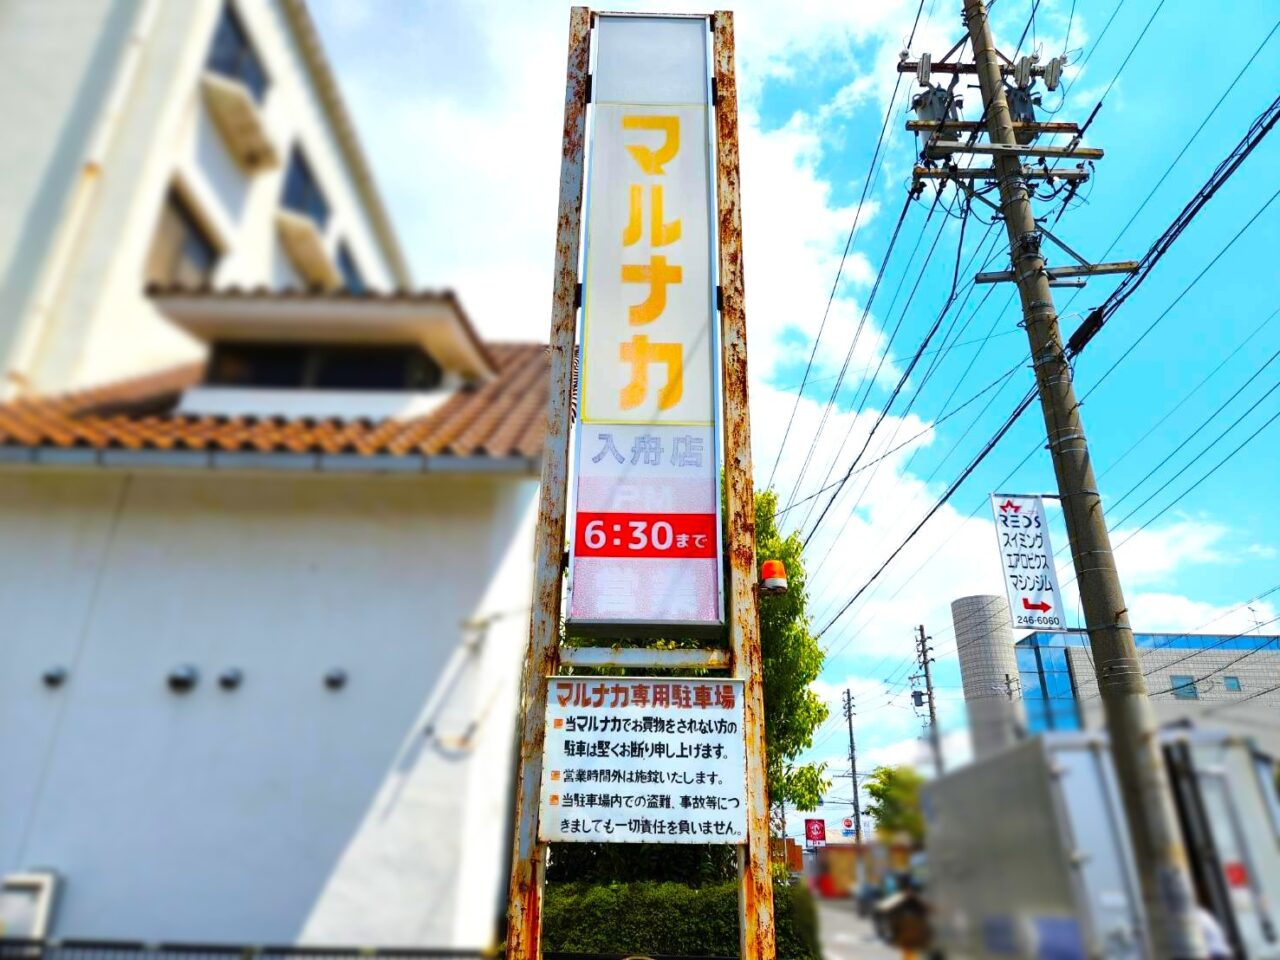 マルナカ
入舟店
PM
6:30まで
営業
マルナカ専用駐車場
当マルナカでお買物をされない方の
駐車は堅くお断り申し上げます。
営業時間外は施錠いたします。
当駐車場内での盗難、事故等につ
きましても一切責任を負いません。
REDS
スイミング
エアロビクス
マシンジム
246-6060